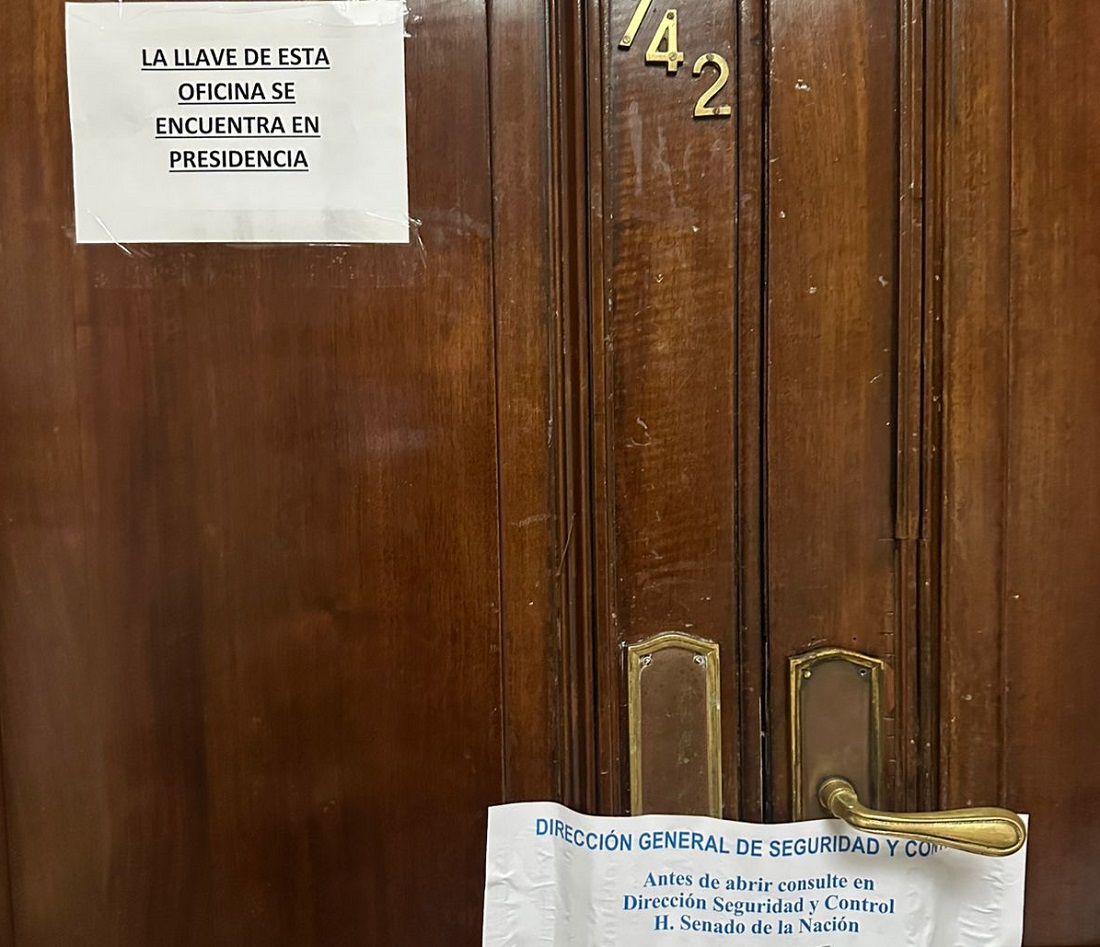 LA LLAVE DE ESTA
OFICINA SE
ENCUENTRA EN
PRESIDENCIA
742
DIRECCIÓN GENERAL DE SEGURIDAD Y
Antes de abrir consulte en
Dirección Seguridad y Control
H. Senado de la Nación